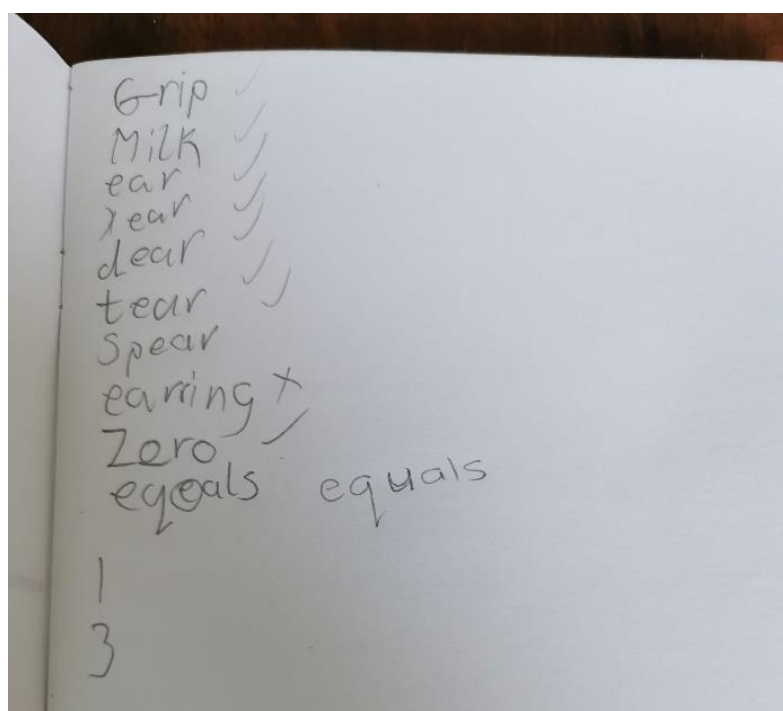 Grip ✓
Milk ✓
ear ✓
year ✓
dear ✓
tear ✓
Spear ✓
earring ×
Zero ✓
eqeals equals
1
3